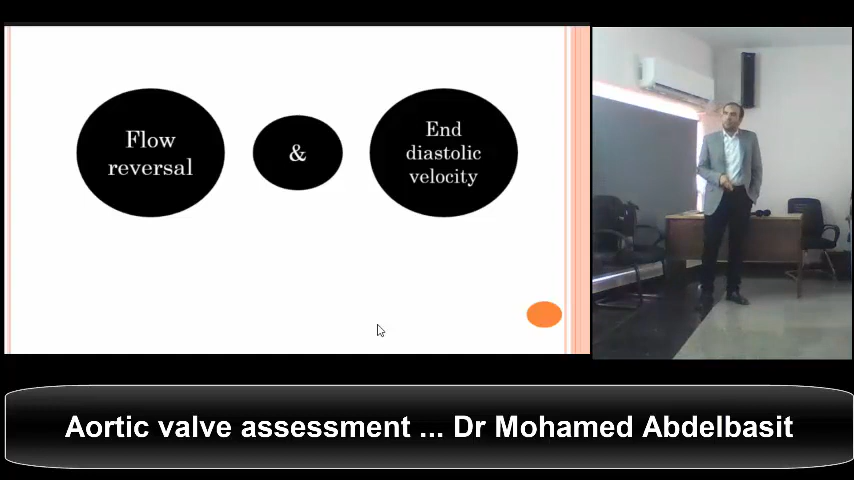 Flow
reversal
&
End
diastolic
velocity
Aortic valve assessment ... Dr Mohamed Abdelbasit